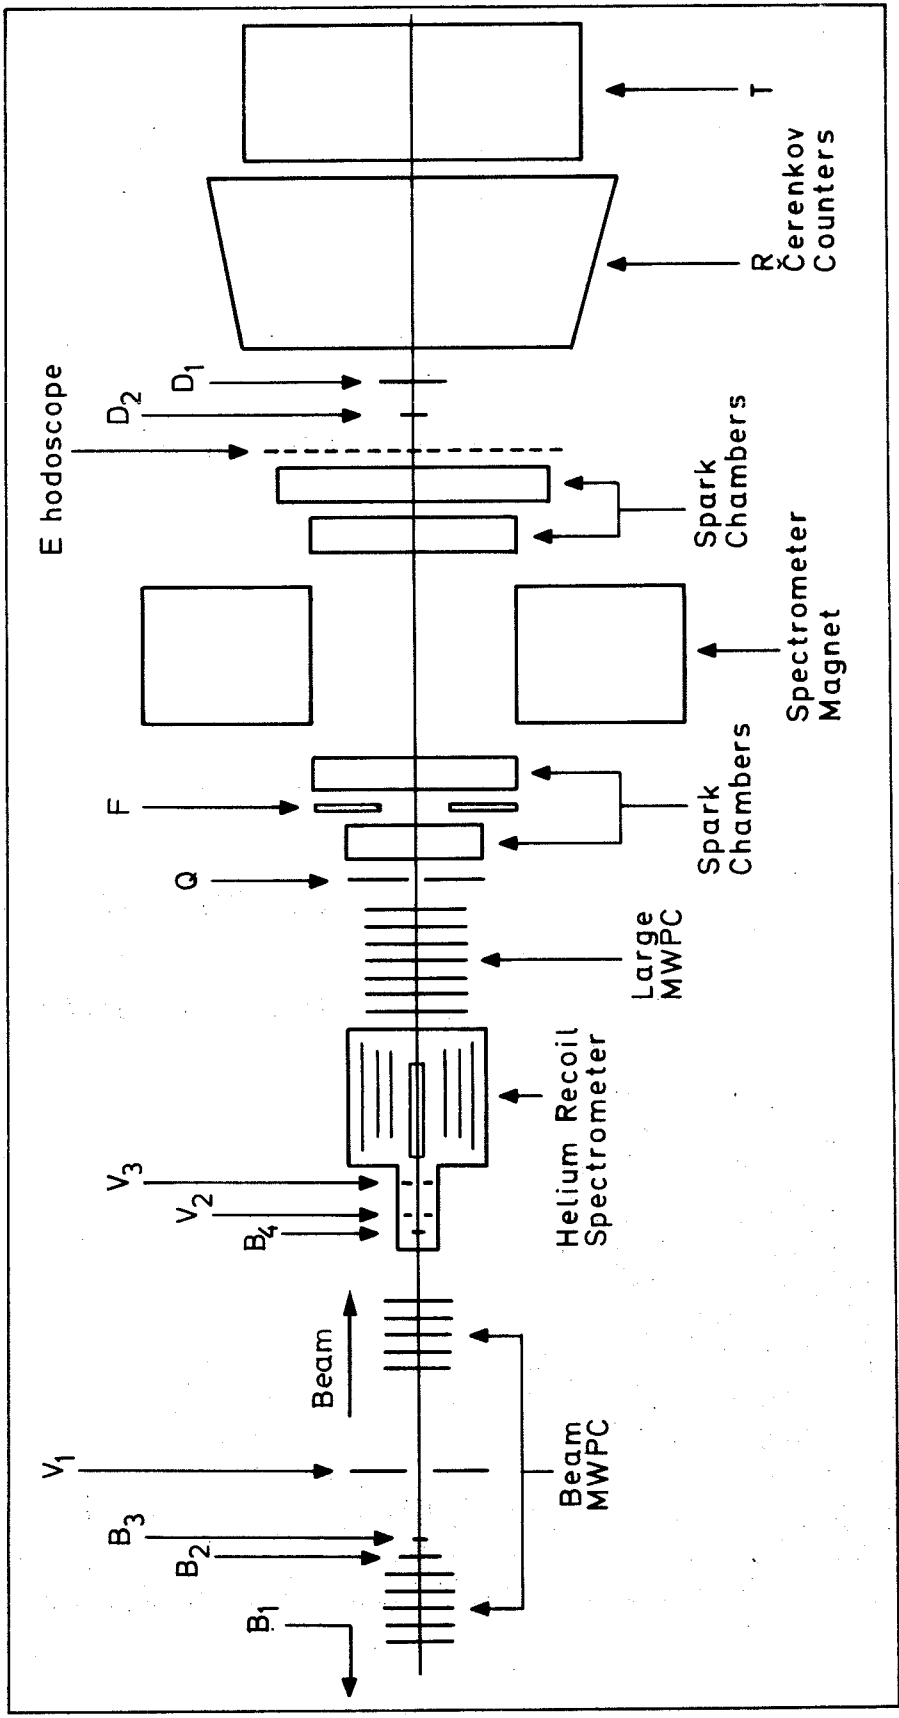 B1
B2
B3
V1
Beam
B4
V2
V3
Q
F
E hodoscope
D2
D1
Beam
MWPC
Helium Recoil
Spectrometer
Large
MWPC
Spark
Chambers
Spectrometer
Magnet
Spark
Chambers
R
Čerenkov
Counters
T